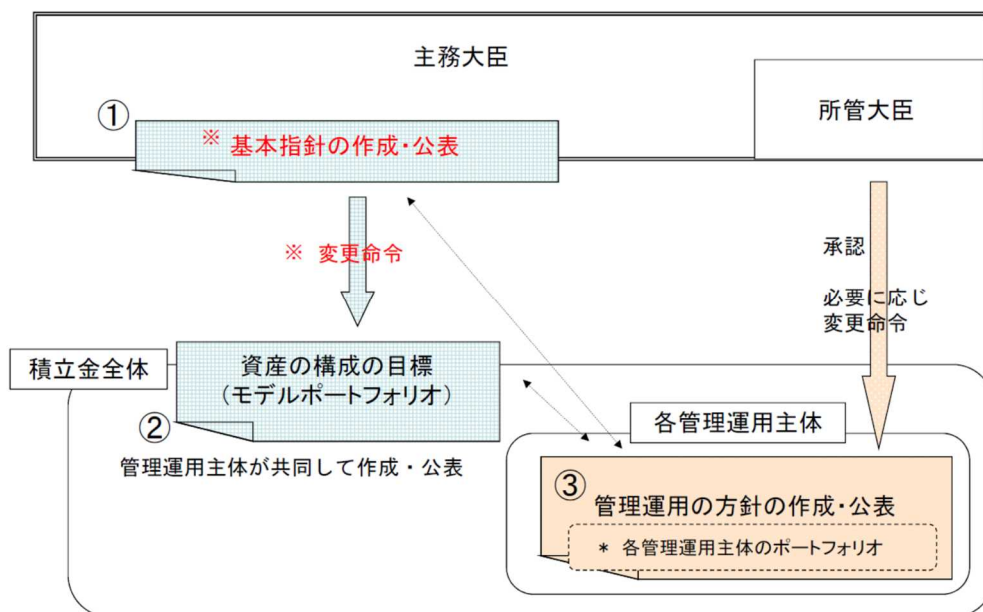 主務大臣
所管大臣
①
※ 基本指針の作成・公表
※ 変更命令
承認
必要に応じ
変更命令
積立金全体
資産の構成の目標
(モデルポートフォリオ)
②
管理運用主体が共同して作成・公表
各管理運用主体
③
管理運用の方針の作成・公表
* 各管理運用主体のポートフォリオ